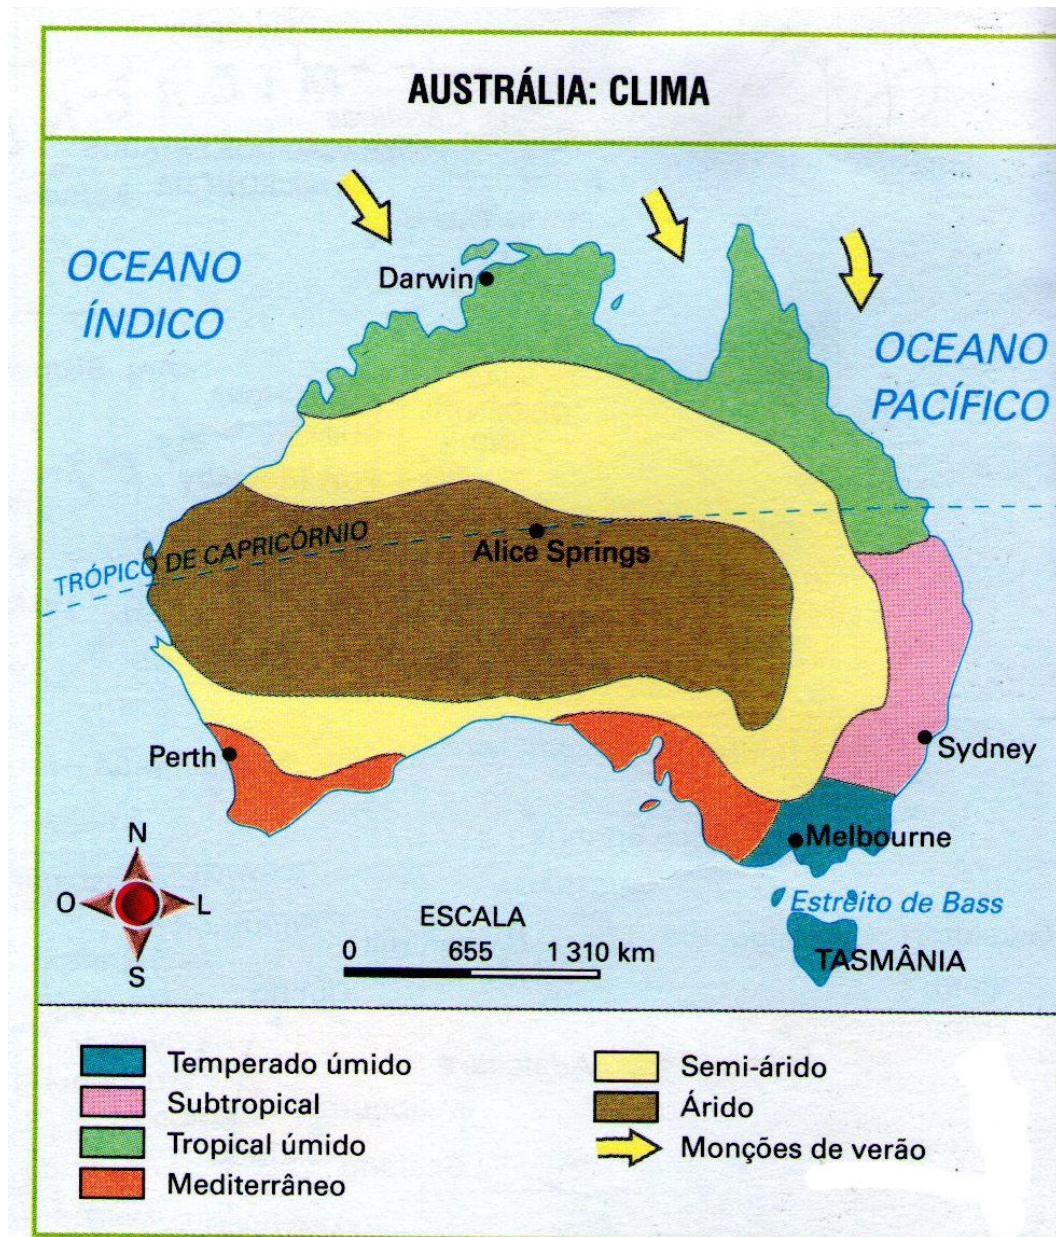 AUSTRÁLIA: CLIMA
OCEANO
ÍNDICO
Darwin
OCEANO
PACÍFICO
TRÓPICO DE CAPRICÓRNIO
Alice Springs
Perth
Sydney
Melbourne
Estreito de Bass
TASMÂNIA
N
O
L
S
ESCALA
0 655 1 310 km
Temperado úmido
Subtropical
Tropical úmido
Mediterrâneo
Semi-árido
Árido
Monções de verão